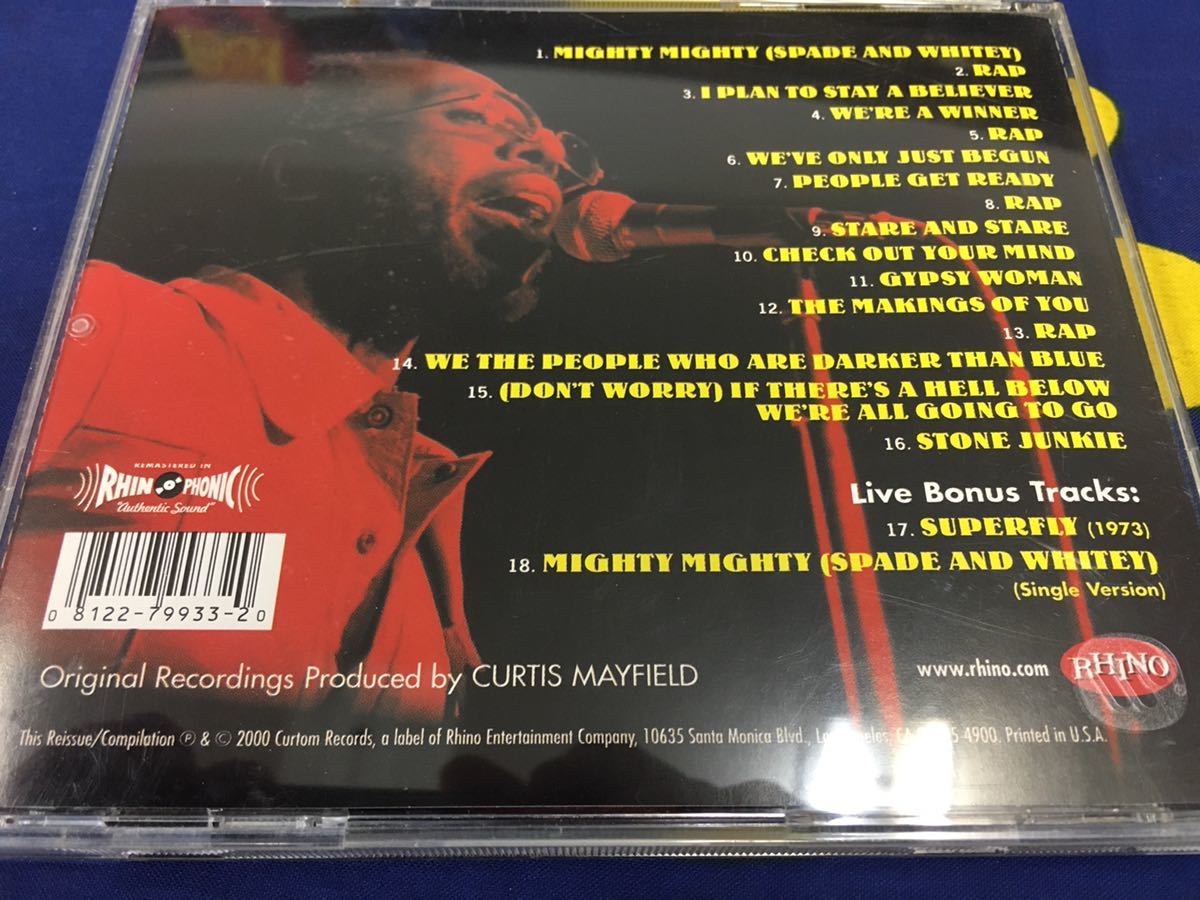 1. MIGHTY MIGHTY (SPADE AND WHITEY)
2. RAP
3. I PLAN TO STAY A BELIEVER
4. WE'RE A WINNER
5. RAP
6. WE'VE ONLY JUST BEGUN
7. PEOPLE GET READY
8. RAP
9. STARE AND STARE
10. CHECK OUT YOUR MIND
11. GYPSY WOMAN
12. THE MAKINGS OF YOU
13. RAP
14. WE THE PEOPLE WHO ARE DARKER THAN BLUE
15. (DON'T WORRY) IF THERE'S A HELL BELOW
WE'RE ALL GOING TO GO
16. STONE JUNKIE
Live Bonus Tracks:
17. SUPERFLY (1973)
18. MIGHTY MIGHTY (SPADE AND WHITEY)
(Single Version)
REMASTERED IN
RHINOPHONIC
"Authentic Sound"
0 8122-79933-2 0
Original Recordings Produced by CURTIS MAYFIELD
www.rhino.com
RHINO
This Reissue/Compilation ℗ & © 2000 Curtom Records, a label of Rhino Entertainment Company, 10635 Santa Monica Blvd., 4900. Printed in U.S.A.